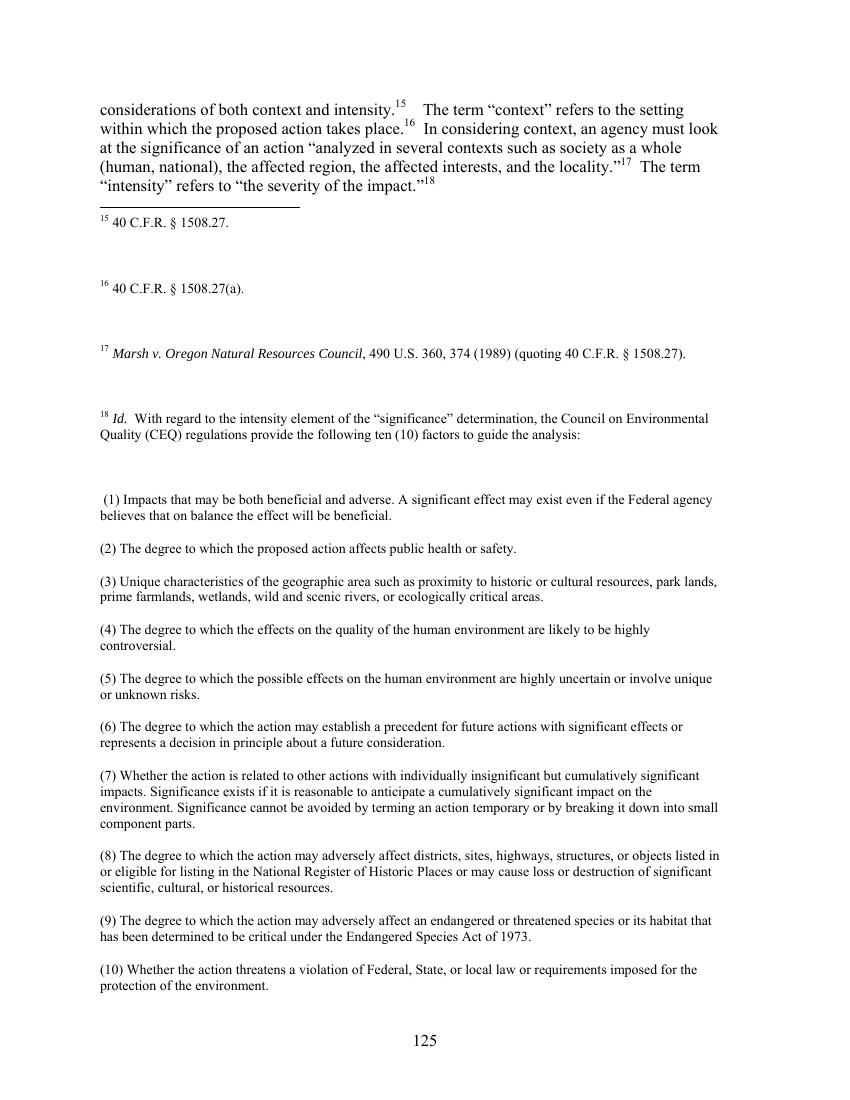 considerations of both context and intensity.15 The term “context” refers to the setting
within which the proposed action takes place.16 In considering context, an agency must look
at the significance of an action “analyzed in several contexts such as society as a whole
(human, national), the affected region, the affected interests, and the locality.”17 The term
“intensity” refers to “the severity of the impact.”18
15 40 C.F.R. § 1508.27.
16 40 C.F.R. § 1508.27(a).
17 Marsh v. Oregon Natural Resources Council, 490 U.S. 360, 374 (1989) (quoting 40 C.F.R. § 1508.27).
18 Id. With regard to the intensity element of the “significance” determination, the Council on Environmental
Quality (CEQ) regulations provide the following ten (10) factors to guide the analysis:
(1) Impacts that may be both beneficial and adverse. A significant effect may exist even if the Federal agency
believes that on balance the effect will be beneficial.
(2) The degree to which the proposed action affects public health or safety.
(3) Unique characteristics of the geographic area such as proximity to historic or cultural resources, park lands,
prime farmlands, wetlands, wild and scenic rivers, or ecologically critical areas.
(4) The degree to which the effects on the quality of the human environment are likely to be highly
controversial.
(5) The degree to which the possible effects on the human environment are highly uncertain or involve unique
or unknown risks.
(6) The degree to which the action may establish a precedent for future actions with significant effects or
represents a decision in principle about a future consideration.
(7) Whether the action is related to other actions with individually insignificant but cumulatively significant
impacts. Significance exists if it is reasonable to anticipate a cumulatively significant impact on the
environment. Significance cannot be avoided by terming an action temporary or by breaking it down into small
component parts.
(8) The degree to which the action may adversely affect districts, sites, highways, structures, or objects listed in
or eligible for listing in the National Register of Historic Places or may cause loss or destruction of significant
scientific, cultural, or historical resources.
(9) The degree to which the action may adversely affect an endangered or threatened species or its habitat that
has been determined to be critical under the Endangered Species Act of 1973.
(10) Whether the action threatens a violation of Federal, State, or local law or requirements imposed for the
protection of the environment.
125